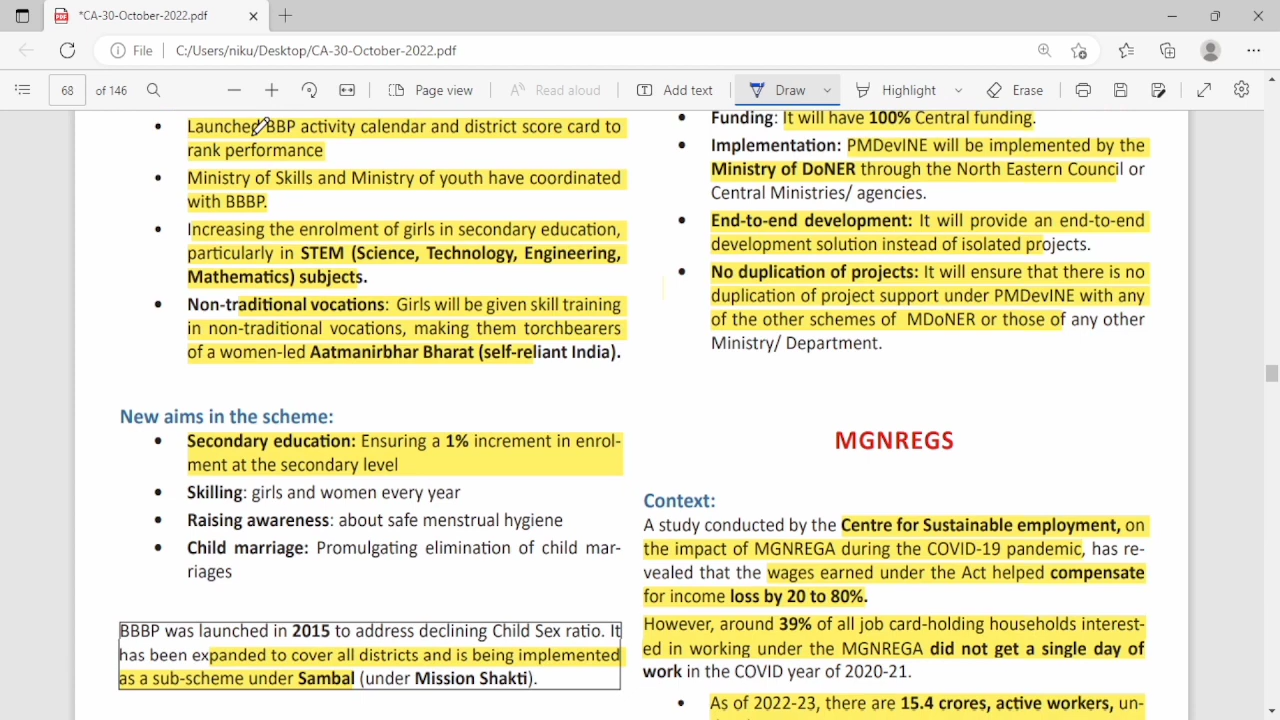 *CA-30-October-2022.pdf
File
C:/Users/niku/Desktop/CA-30-October-2022.pdf
68 of 146
Page view
Read aloud
Add text
Draw
Highlight
Erase
• Launched BBP activity calendar and district score card to
rank performance
• Ministry of Skills and Ministry of youth have coordinated
with BBBP.
• Increasing the enrolment of girls in secondary education,
particularly in STEM (Science, Technology, Engineering,
Mathematics) subjects.
• Non-traditional vocations: Girls will be given skill training
in non-traditional vocations, making them torchbearers
of a women-led Aatmanirbhar Bharat (self-reliant India).
New aims in the scheme:
• Secondary education: Ensuring a 1% increment in enrol-
ment at the secondary level
• Skilling: girls and women every year
• Raising awareness: about safe menstrual hygiene
• Child marriage: Promulgating elimination of child mar-
riages
BBBP was launched in 2015 to address declining Child Sex ratio. It
has been expanded to cover all districts and is being implemented
as a sub-scheme under Sambal (under Mission Shakti).
• Funding: It will have 100% Central funding.
• Implementation: PMDevINE will be implemented by the
Ministry of DoNER through the North Eastern Council or
Central Ministries/ agencies.
• End-to-end development: It will provide an end-to-end
development solution instead of isolated projects.
• No duplication of projects: It will ensure that there is no
duplication of project support under PMDevINE with any
of the other schemes of MDoNER or those of any other
Ministry/ Department.
MGNREGS
Context:
A study conducted by the Centre for Sustainable employment, on
the impact of MGNREGA during the COVID-19 pandemic, has re-
vealed that the wages earned under the Act helped compensate
for income loss by 20 to 80%.
However, around 39% of all job card-holding households interest-
ed in working under the MGNREGA did not get a single day of
work in the COVID year of 2020-21.
• As of 2022-23, there are 15.4 crores, active workers, un-